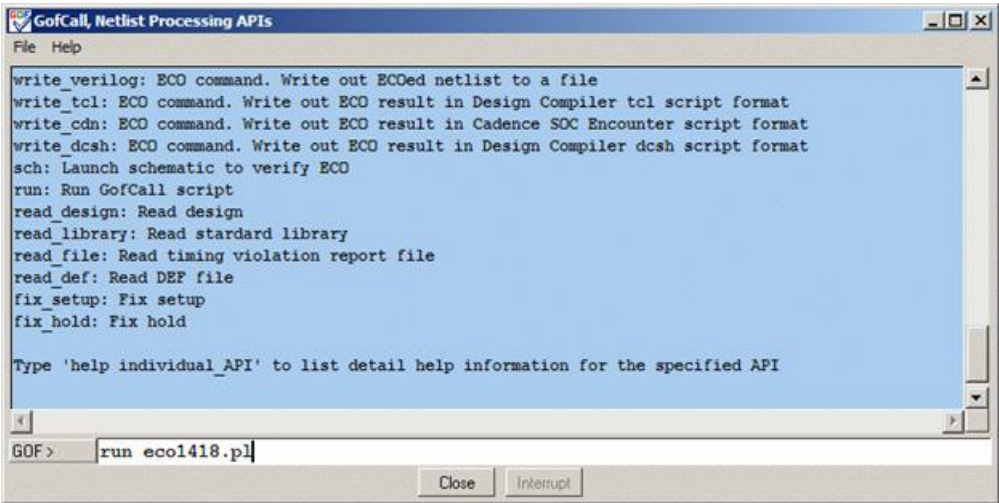 GofCall, Netlist Processing APIs
File Help
write_verilog: ECO command. Write out ECOed netlist to a file
write_tcl: ECO command. Write out ECO result in Design Compiler tcl script format
write_cdn: ECO command. Write out ECO result in Cadence SOC Encounter script format
write_dcsh: ECO command. Write out ECO result in Design Compiler dcsh script format
sch: Launch schematic to verify ECO
run: Run GofCall script
read_design: Read design
read_library: Read stardard library
read_file: Read timing violation report file
read_def: Read DEF file
fix_setup: Fix setup
fix_hold: Fix hold
Type 'help individual_API' to list detail help information for the specified API
GOF > run eco1418.pl
Close Interrupt